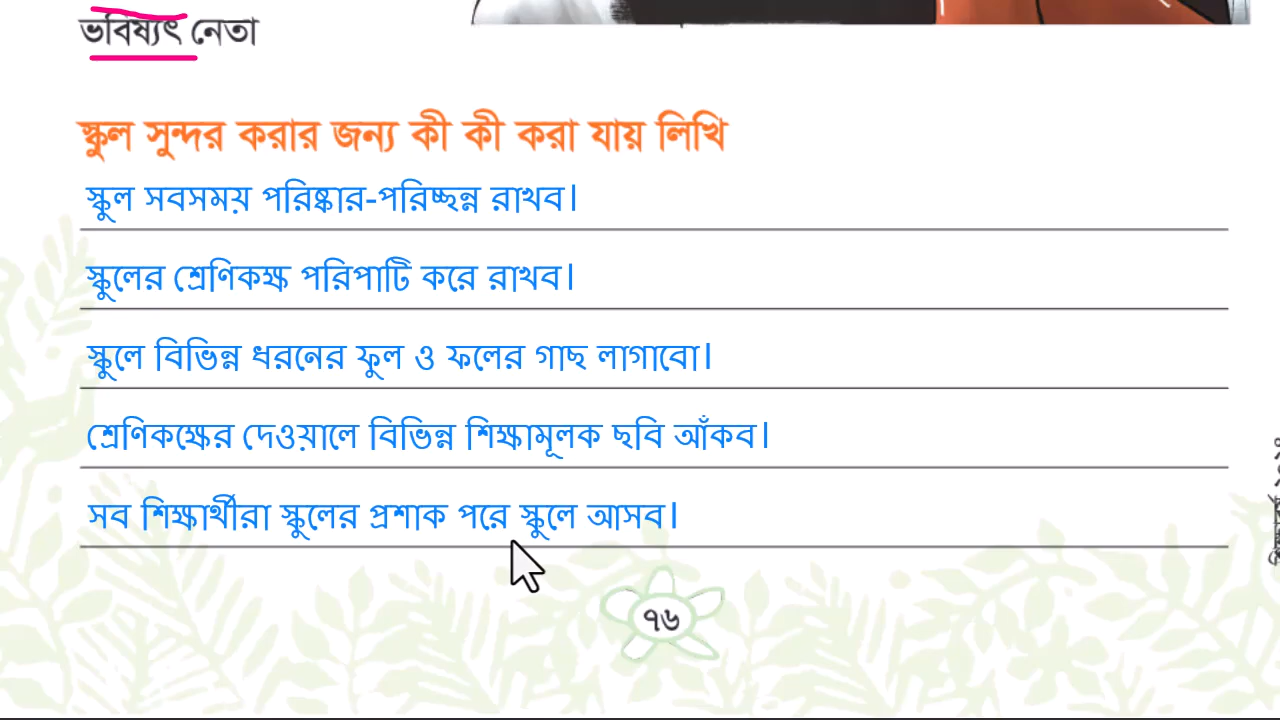 ভবিষ্যৎ নেতা
স্কুল সুন্দর করার জন্য কী কী করা যায় লিখি
স্কুল সবসময় পরিষ্কার-পরিচ্ছন্ন রাখব।
স্কুলের শ্রেণিকক্ষ পরিপাটি করে রাখব।
স্কুলে বিভিন্ন ধরনের ফুল ও ফলের গাছ লাগাবো।
শ্রেণিকক্ষের দেওয়ালে বিভিন্ন শিক্ষামূলক ছবি আঁকব।
সব শিক্ষার্থীরা স্কুলের প্রশাক পরে স্কুলে আসব।
৭৬